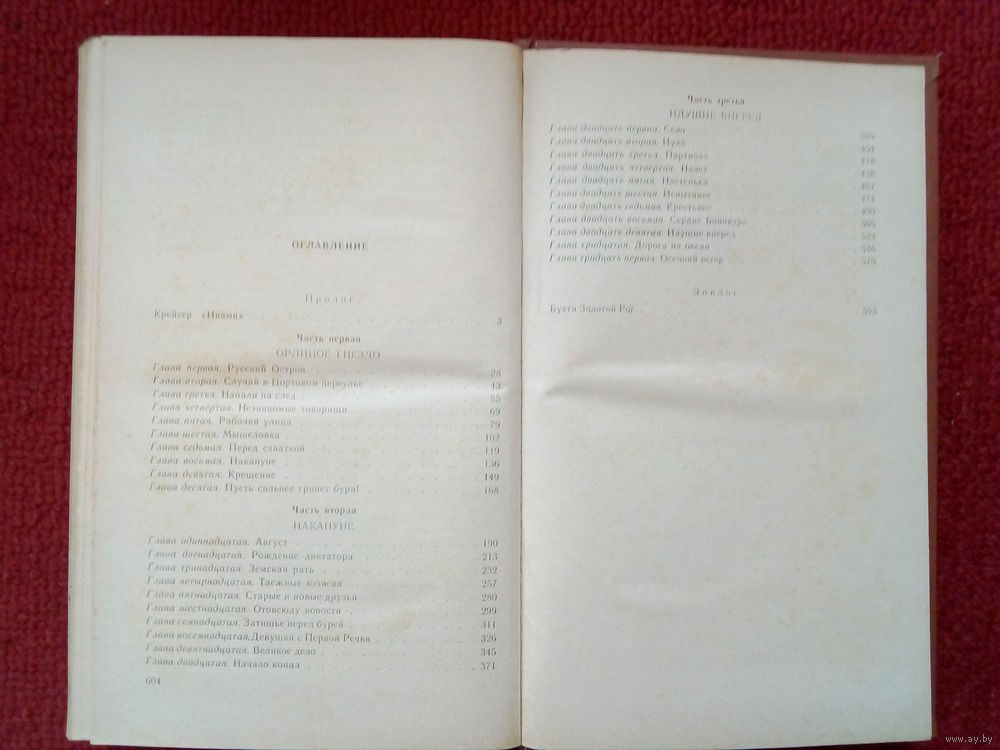 ОГЛАВЛЕНИЕ
Пролог
Крейсер «Ивами» 3
Часть первая
ОРЛИНОЕ ГНЕЗДО
Глава первая. Русский Остров 28
Глава вторая. Случай в Портовом переулке 43
Глава третья. Напали на след 55
Глава четвертая. Незнакомые товарищи 69
Глава пятая. Рабочая улица 79
Глава шестая. Мышеловка 102
Глава седьмая. Перед схваткой 119
Глава восьмая. Накануне 136
Глава девятая. Крещение 149
Глава десятая. Пусть сильнее грянет буря! 168
Часть вторая
НАКАНУНЕ
Глава одиннадцатая. Август 190
Глава двенадцатая. Рождение диктатора 213
Глава тринадцатая. Земская рать 232
Глава четырнадцатая. Таежные хозяева 257
Глава пятнадцатая. Старые и новые друзья 280
Глава шестнадцатая. Отовсюду новости 299
Глава семнадцатая. Затишье перед бурей 311
Глава восемнадцатая. Девушка с Первой Речки 326
Глава девятнадцатая. Великое дело 345
Глава двадцатая. Начало конца 371
604
Часть третья
ИДУЩИЕ ВПЕРЕД
Глава двадцать первая. Село 389
Глава двадцать вторая.
Глава двадцать третья. Партизан 418
Глава двадцать четвертая. Налет
Глава двадцать пятая. Настенька 457
Глава двадцать шестая. Испытание 474
Глава двадцать седьмая. Крестьяне 490
Глава двадцать восьмая. Сердце Бонивура 505
Глава двадцать девятая. Идущие вперед 523
Глава тридцатая. Дорога на океан 546
Глава тридцать первая. Осенний ветер 570
Эпилог
Бухта Золотой Рог 593
www.ay.by